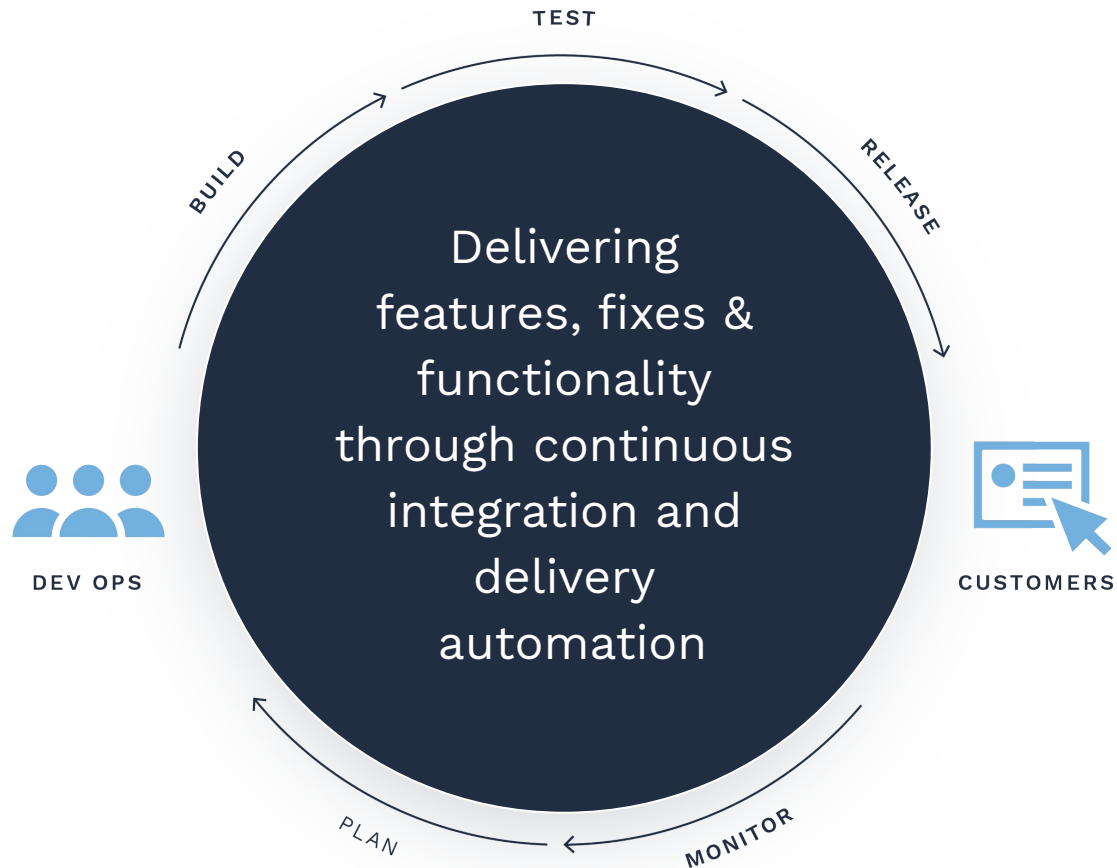 TEST
BUILD
RELEASE
Delivering
features, fixes &
functionality
through continuous
integration and
delivery
automation
DEV OPS
CUSTOMERS
PLAN
MONITOR